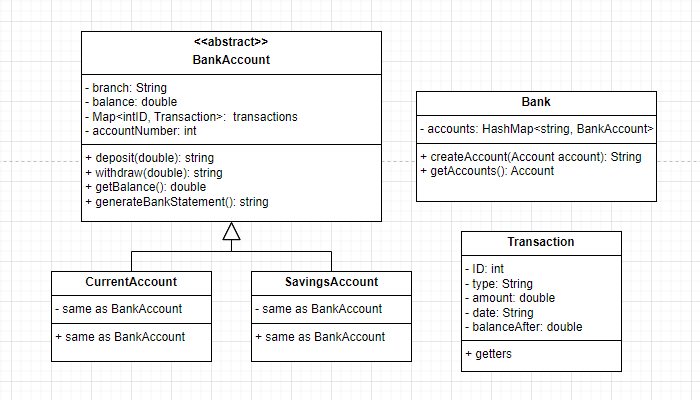 <<abstract>>
BankAccount
- branch: String
- balance: double
- Map<intID, Transaction>: transactions
- accountNumber: int
+ deposit(double): string
+ withdraw(double): string
+ getBalance(): double
+ generateBankStatement(): string
Bank
- accounts: HashMap<string, BankAccount>
+ createAccount(Account account): String
+ getAccounts(): Account
Transaction
- ID: int
- type: String
- amount: double
- date: String
- balanceAfter: double
+ getters
CurrentAccount
- same as BankAccount
+ same as BankAccount
SavingsAccount
- same as BankAccount
+ same as BankAccount